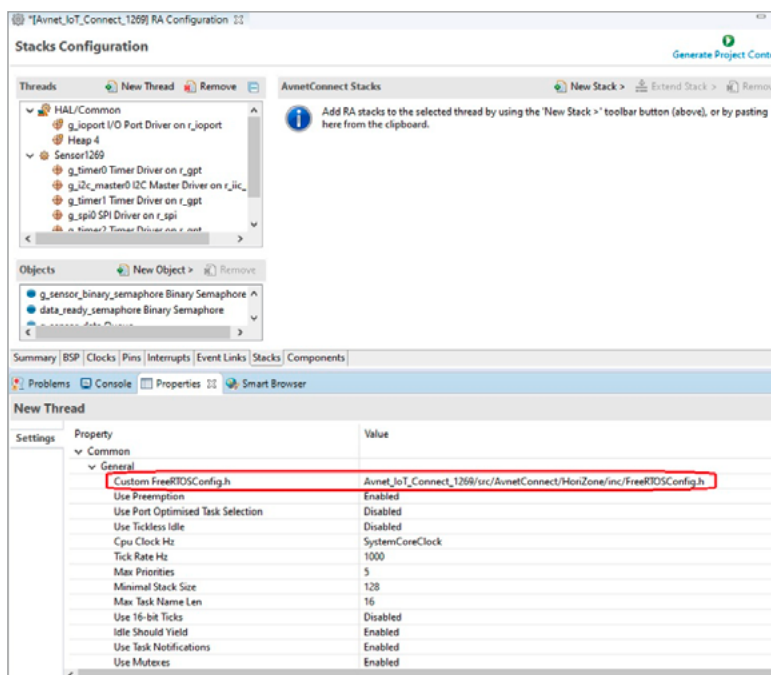 *[Avnet_IoT_Connect_1269] RA Configuration
Stacks Configuration
Generate Project Cont
Threads New Thread Remove
HAL/Common
g_ioport I/O Port Driver on r_ioport
Heap 4
Sensor1269
g_timer0 Timer Driver on r_gpt
g_i2c_master0 I2C Master Driver on r_iic_
g_timer1 Timer Driver on r_gpt
g_spi0 SPI Driver on r_spi
g_timer2 Timer Driver on r_gpt
AvnetConnect Stacks New Stack > Extend Stack > Remov
Add RA stacks to the selected thread by using the 'New Stack >' toolbar button (above), or by pasting
here from the clipboard.
Objects New Object > Remove
g_sensor_binary_semaphore Binary Semaphore
data_ready_semaphore Binary Semaphore
Summary BSP Clocks Pins Interrupts Event Links Stacks Components
Problems Console Properties Smart Browser
New Thread
Settings
Property Value
Common
General
Custom FreeRTOSConfig.h Avnet_IoT_Connect_1269/src/AvnetConnect/HoriZone/inc/FreeRTOSConfig.h
Use Preemption Enabled
Use Port Optimised Task Selection Disabled
Use Tickless Idle Disabled
Cpu Clock Hz SystemCoreClock
Tick Rate Hz 1000
Max Priorities 5
Minimal Stack Size 128
Max Task Name Len 16
Use 16-bit Ticks Disabled
Idle Should Yield Enabled
Use Task Notifications Enabled
Use Mutexes Enabled